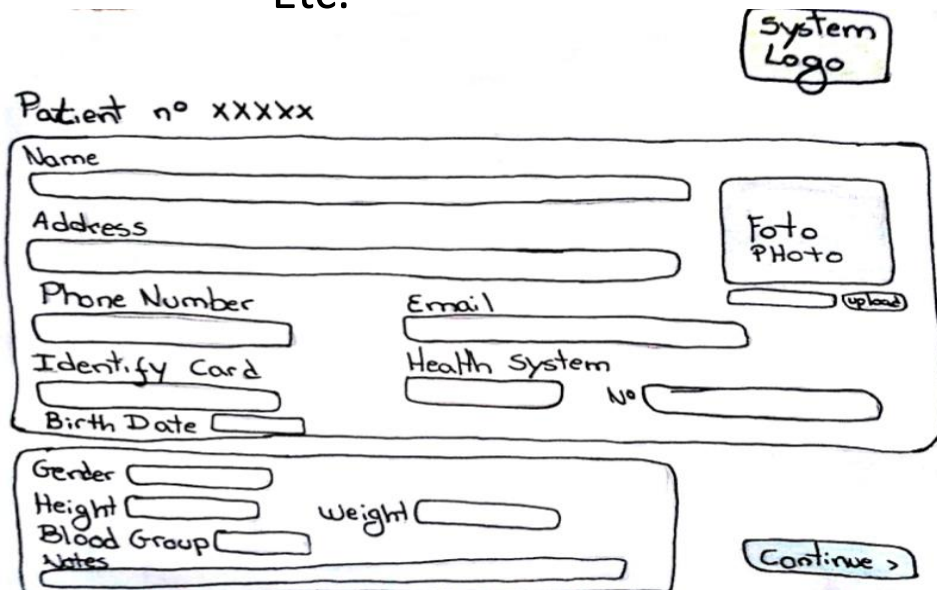 Etc.
System
Logo
Patient nº XXXXX
Name
Address
Foto
PHoto
Phone Number
Email
upload
Identify Card
Health System
Nº
Birth Date
Gender
Height
Weight
Blood Group
Notes
Continue >